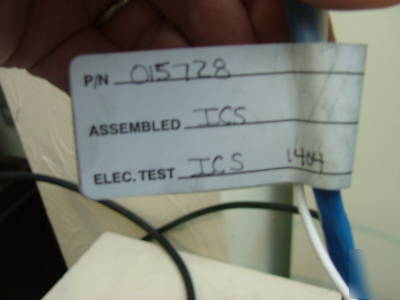 P/N 015728
ASSEMBLED ICS
ELEC. TEST ICS 1404